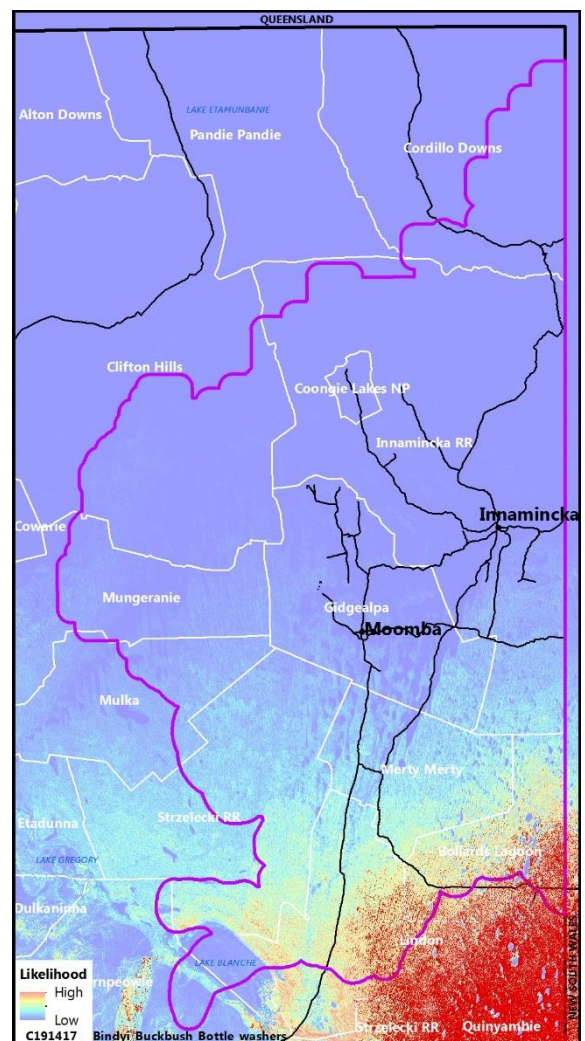 QUEENSLAND
LAKE ETAMUNBANIE
Alton Downs
Pandie Pandie
Cordillo Downs
Clifton Hills
Coongie Lakes NP
Innamincka RR
Innamincka
Cowarie
Mungeranie
Gidgealpa
Moomba
Mulka
Merty Merty
Etadunna
Strzelecki RR
Bollards Lagoon
LAKE GREGORY
Dulkaninna
Lindon
LAKE BLANCHE
NEW SOUTH WALES
Likelihood
High
Low
Strzelecki RR
Quinyambie
C191417 Bindyi Buckbush Bottle washers